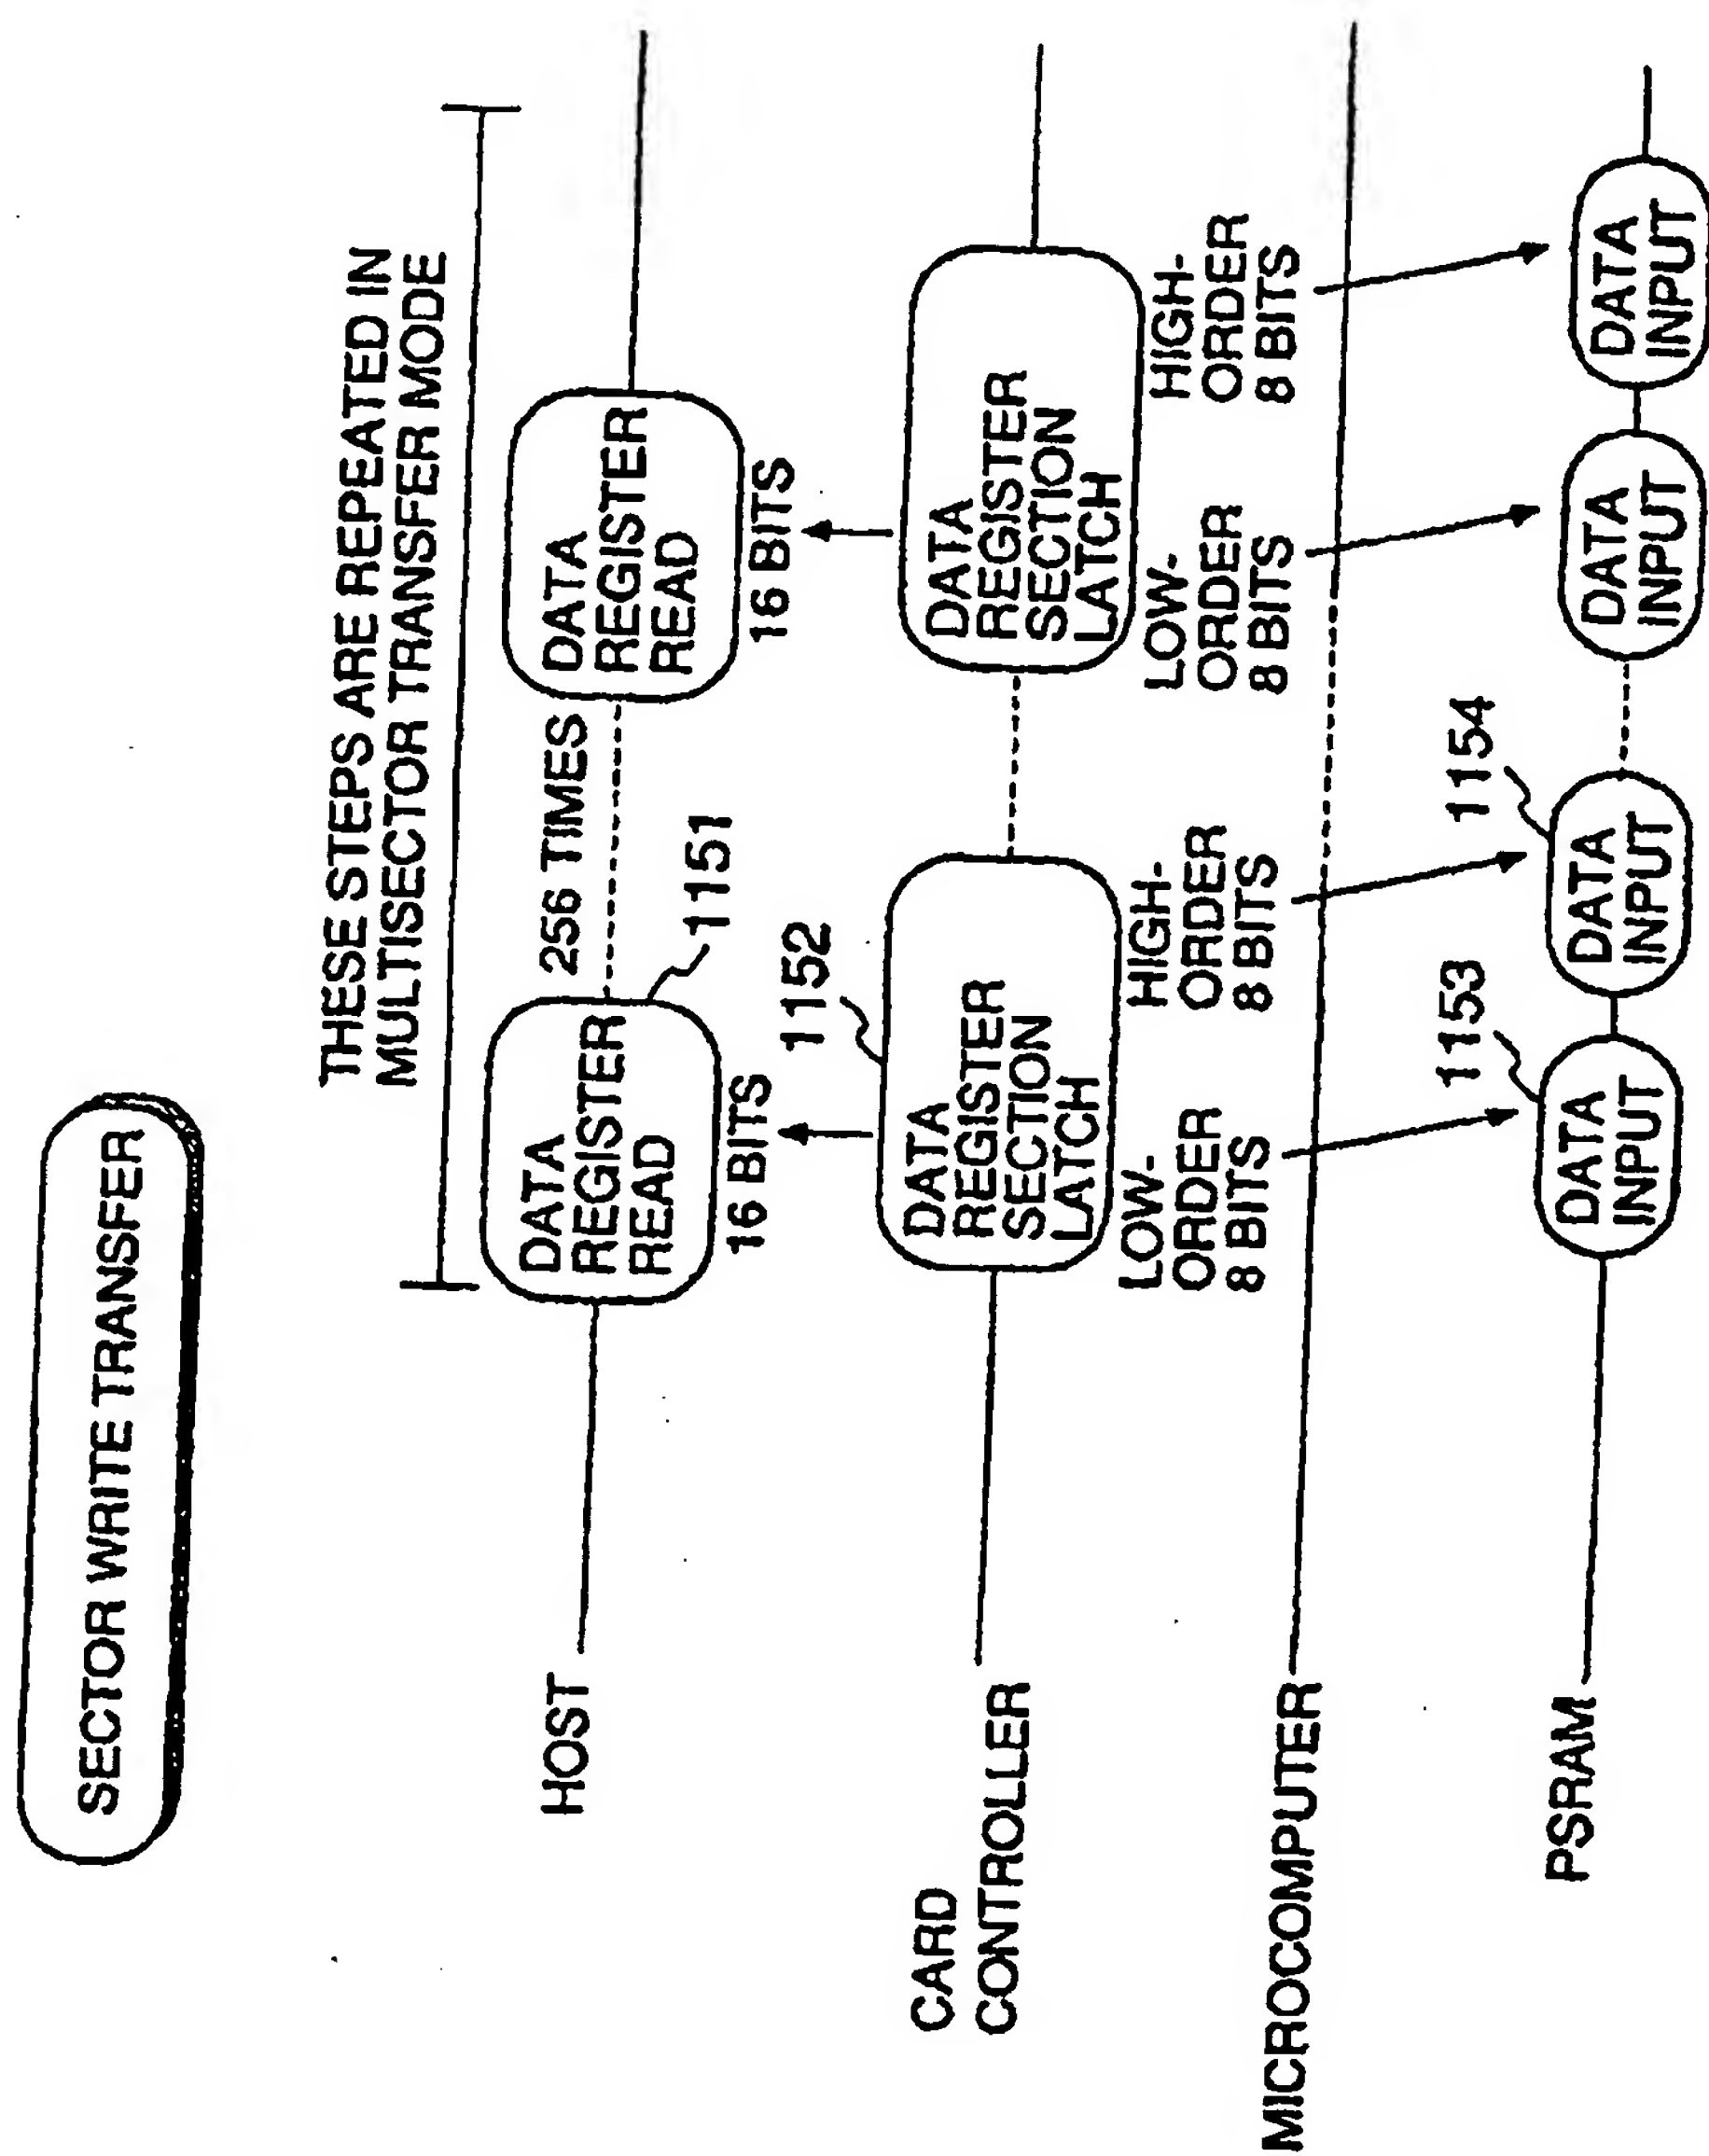 SECTOR WRITE TRANSFER
THESE STEPS ARE REPEATED IN
MULTISECTOR TRANSFER MODE
HOST
DATA
REGISTER
READ
256 TIMES
DATA
REGISTER
READ
1151
16 BITS
16 BITS
1152
CARD
CONTROLLER
DATA
REGISTER
SECTION
LATCH
DATA
REGISTER
SECTION
LATCH
LOW-
ORDER
8 BITS
HIGH-
ORDER
8 BITS
LOW-
ORDER
8 BITS
HIGH-
ORDER
8 BITS
MICROCOMPUTER
1153
1154
PSRAM
DATA
INPUT
DATA
INPUT
DATA
INPUT
DATA
INPUT